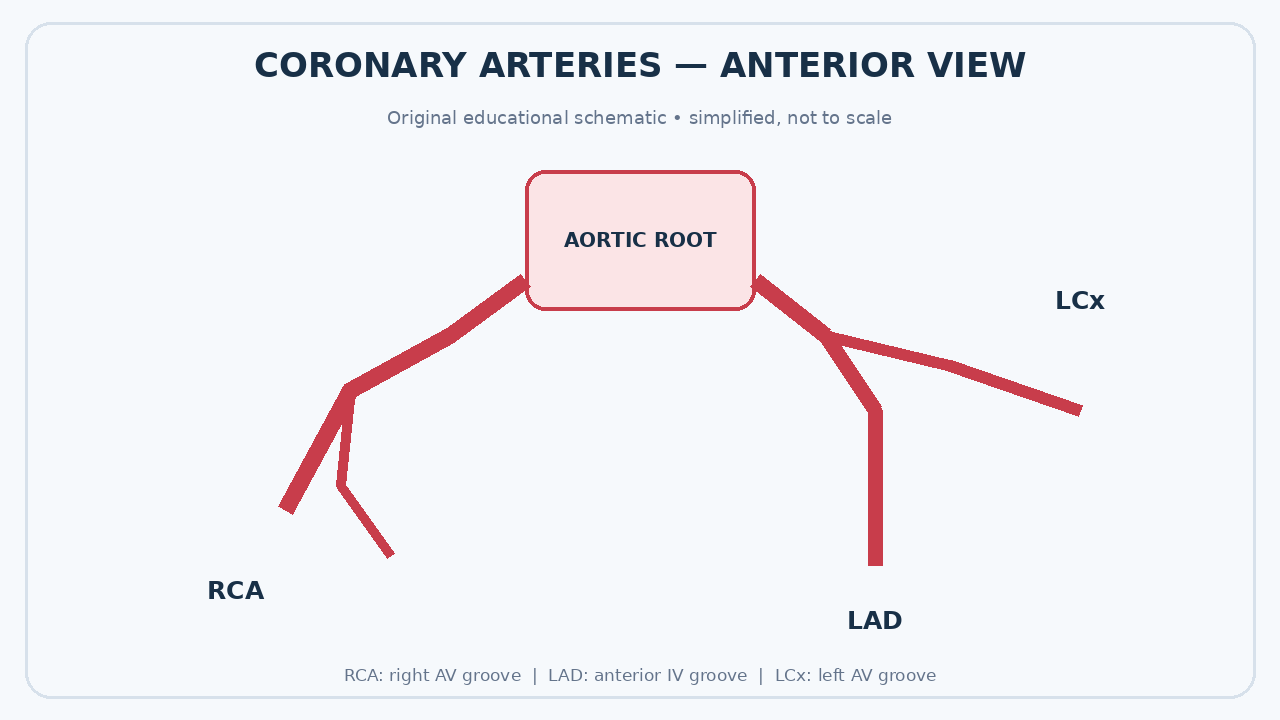 CORONARY ARTERIES — ANTERIOR VIEW
Original educational schematic • simplified, not to scale
AORTIC ROOT
LCx
RCA
LAD
RCA: right AV groove | LAD: anterior IV groove | LCx: left AV groove